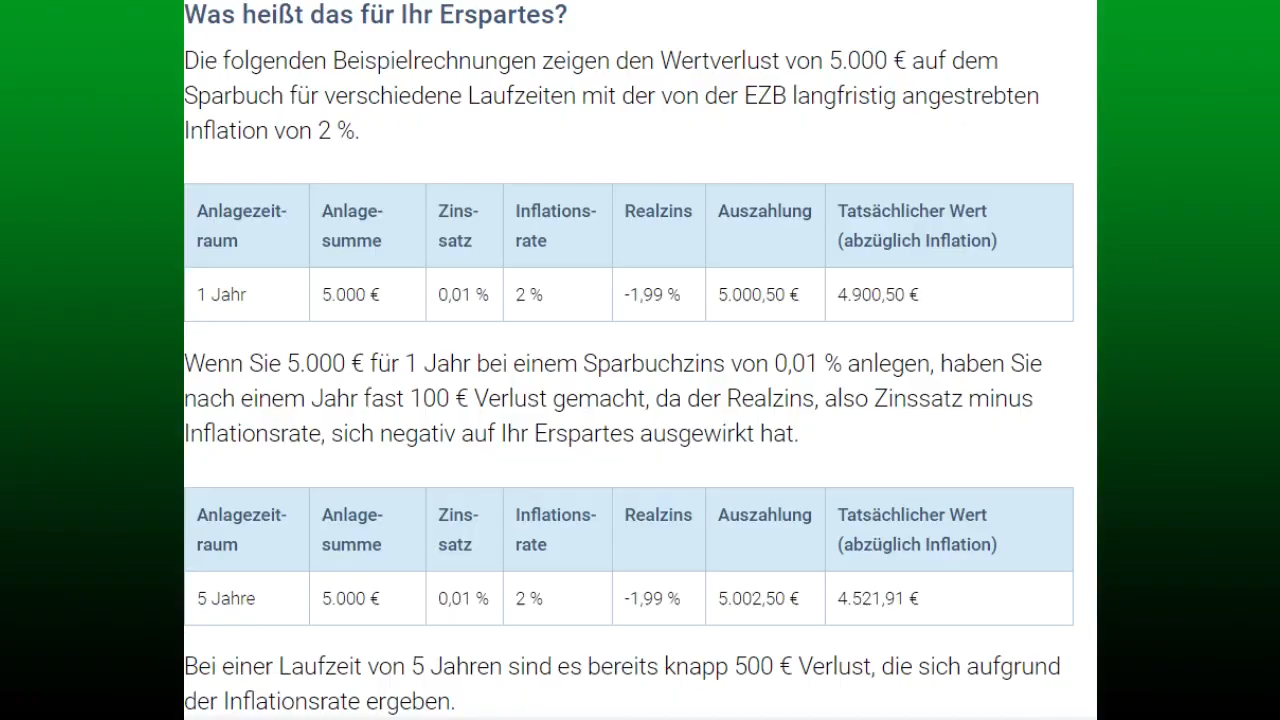 Was heißt das für Ihr Erspartes?
Die folgenden Beispielrechnungen zeigen den Wertverlust von 5.000 € auf dem
Sparbuch für verschiedene Laufzeiten mit der von der EZB langfristig angestrebten
Inflation von 2 %.
Anlagezeit- Anlage- Zins- Inflations- Realzins Auszahlung Tatsächlicher Wert
raum summe satz rate (abzüglich Inflation)
1 Jahr 5.000 € 0,01 % 2 % -1,99 % 5.000,50 € 4.900,50 €
Wenn Sie 5.000 € für 1 Jahr bei einem Sparbuchzins von 0,01 % anlegen, haben Sie
nach einem Jahr fast 100 € Verlust gemacht, da der Realzins, also Zinssatz minus
Inflationsrate, sich negativ auf Ihr Erspartes ausgewirkt hat.
Anlagezeit- Anlage- Zins- Inflations- Realzins Auszahlung Tatsächlicher Wert
raum summe satz rate (abzüglich Inflation)
5 Jahre 5.000 € 0,01 % 2 % -1,99 % 5.002,50 € 4.521,91 €
Bei einer Laufzeit von 5 Jahren sind es bereits knapp 500 € Verlust, die sich aufgrund
der Inflationsrate ergeben.